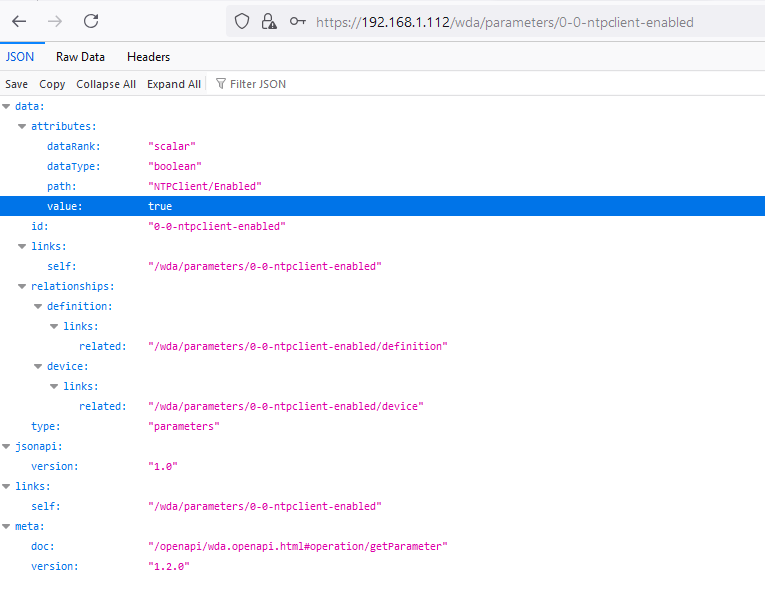 https://192.168.1.112/wda/parameters/0-0-ntpclient-enabled
JSON Raw Data Headers
Save Copy Collapse All Expand All Filter JSON
data:
attributes:
dataRank: "scalar"
dataType: "boolean"
path: "NTPClient/Enabled"
value: true
id: "0-0-ntpclient-enabled"
links:
self: "/wda/parameters/0-0-ntpclient-enabled"
relationships:
definition:
links:
related: "/wda/parameters/0-0-ntpclient-enabled/definition"
device:
links:
related: "/wda/parameters/0-0-ntpclient-enabled/device"
type: "parameters"
jsonapi:
version: "1.0"
links:
self: "/wda/parameters/0-0-ntpclient-enabled"
meta:
doc: "/openapi/wda.openapi.html#operation/getParameter"
version: "1.2.0"